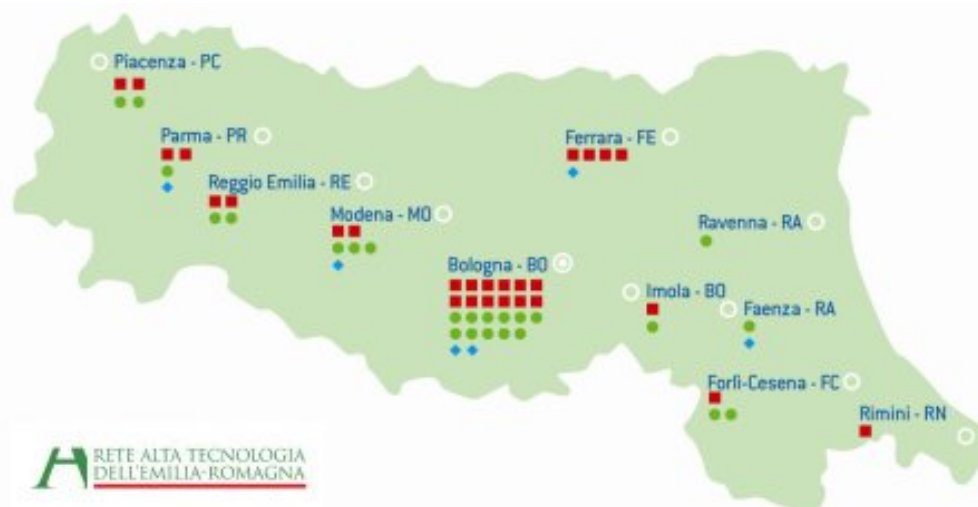 Piacenza - PC
Parma - PR
Ferrara - FE
Reggio Emilia - RE
Modena - MO
Ravenna - RA
Bologna - BO
Imola - BO
Faenza - RA
Forlì-Cesena - FC
Rimini - RN
RETE ALTA TECNOLOGIA
DELL'EMILIA-ROMAGNA